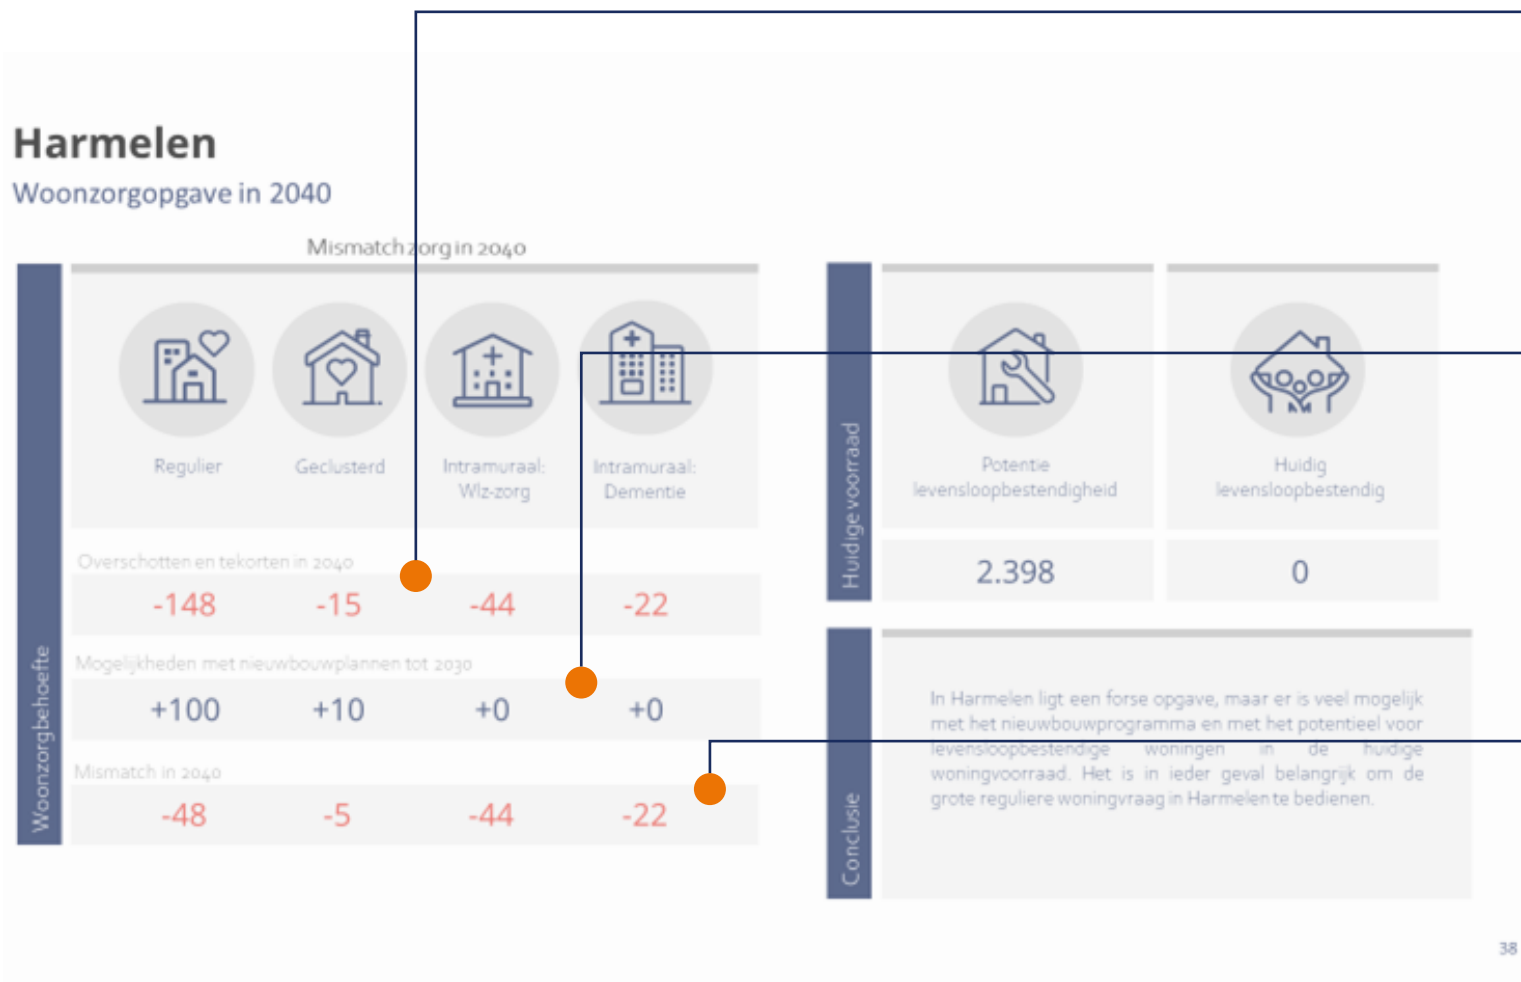 Harmelen
Woonzorgopgave in 2040
Mismatch zorg in 2040
Woonzorgbehoefte
Regulier
Geclusterd
Intramuraal:
Wlz-zorg
Intramuraal:
Dementie
Overschotten en tekorten in 2040
-148 -15 -44 -22
Mogelijkheden met nieuwbouwplannen tot 2030
+100 +10 +0 +0
Mismatch in 2040
-48 -5 -44 -22
Huidige voorraad
Potentie
levensloopbestendigheid
Huidig
levensloopbestendig
2.398 0
Conclusie
In Harmelen ligt een forse opgave, maar er is veel mogelijk
met het nieuwbouwprogramma en met het potentieel voor
levensloopbestendige woningen in de huidige
woningvoorraad. Het is in ieder geval belangrijk om de
grote reguliere woningvraag in Harmelen te bedienen.
38